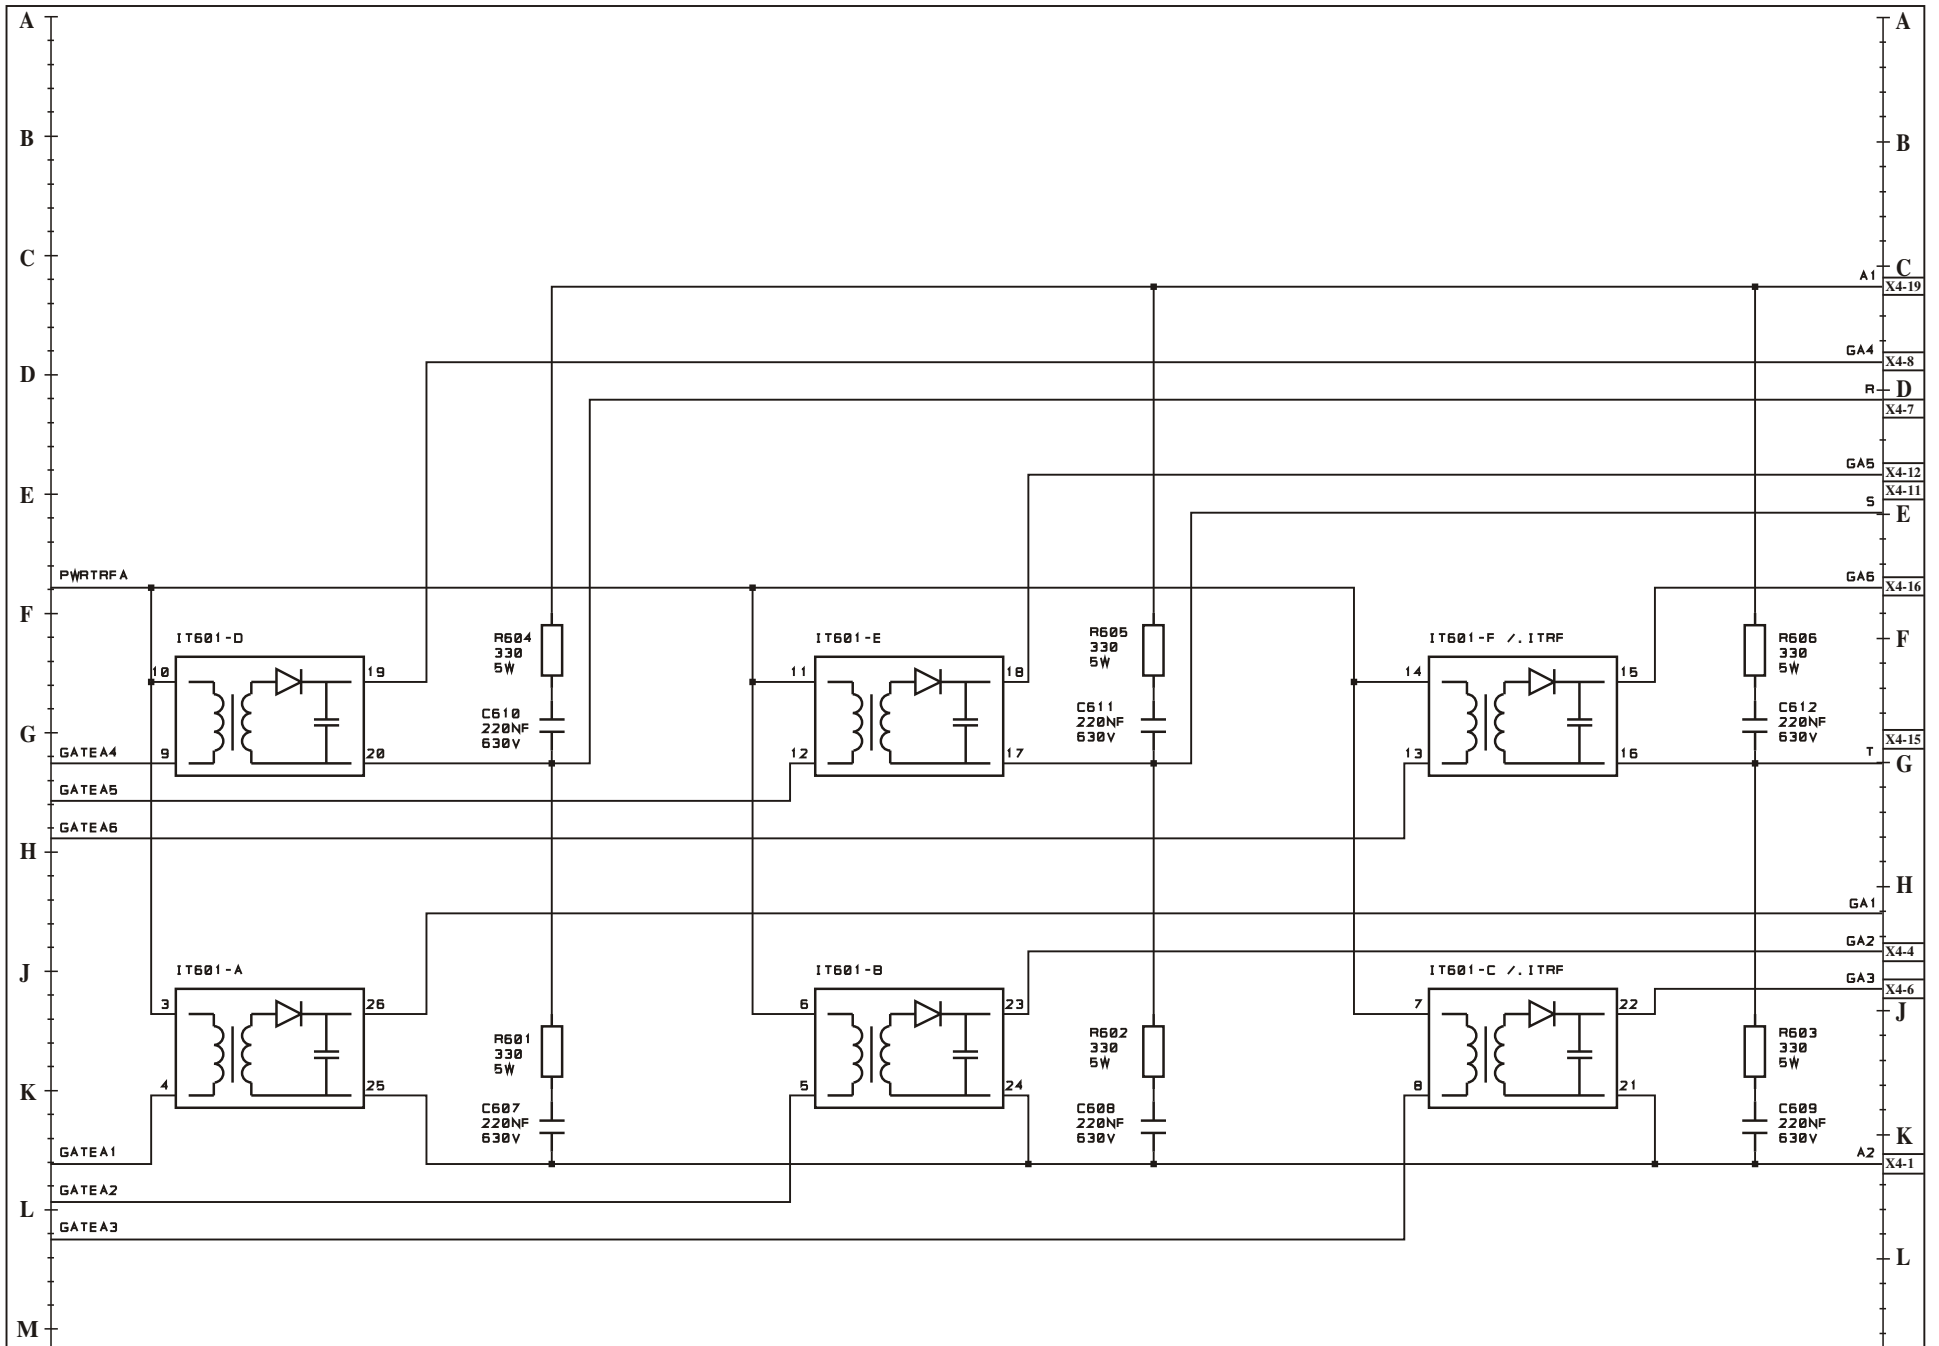 A
A
B
B
C
C
A1
X4-19
GA4
X4-8
D
D
R
X4-7
GA5
X4-12
E
X4-11
S
E
PWRTRFA
GA6
X4-16
F
F
IT601-D
R604
330
5W
IT601-E
R605
330
5W
IT601-F /.ITRF
R606
330
5W
10
19
11
18
14
15
C610
220NF
630V
C611
220NF
630V
C612
220NF
630V
G
X4-15
GATEA4
9
20
12
17
13
16
T
G
GATEA5
GATEA6
H
H
GA1
GA2
X4-4
J
IT601-A
IT601-B
IT601-C /.ITRF
GA3
X4-6
3
26
6
23
7
22
J
R601
330
5W
R602
330
5W
R603
330
5W
K
4
25
5
24
8
21
C607
220NF
630V
C608
220NF
630V
C609
220NF
630V
K
GATEA1
A2
X4-1
GATEA2
L
GATEA3
L
M